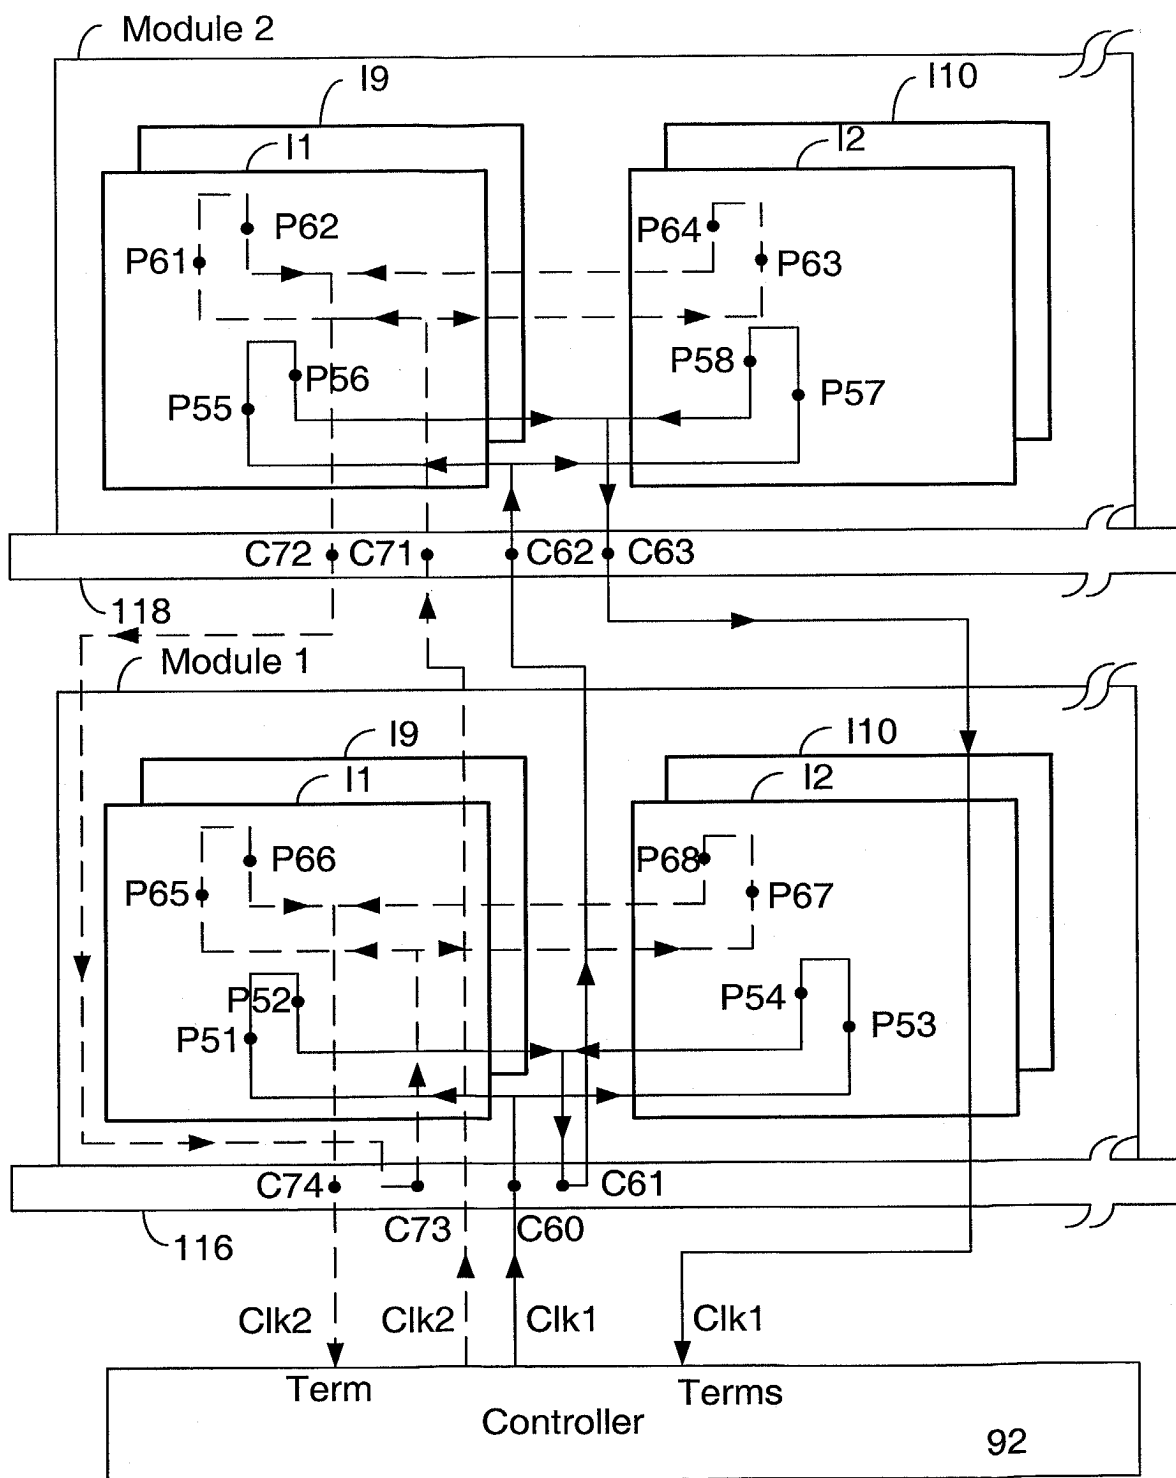 Module 2
I9
I10
I1
I2
P62
P64
P61
P63
P56
P58
P55
P57
C72
C71
C62
C63
118
Module 1
I9
I10
I1
I2
P66
P68
P65
P67
P52
P54
P51
P53
C74
C61
C73
C60
116
Clk2
Clk2
Clk1
Clk1
Term
Terms
Controller
92